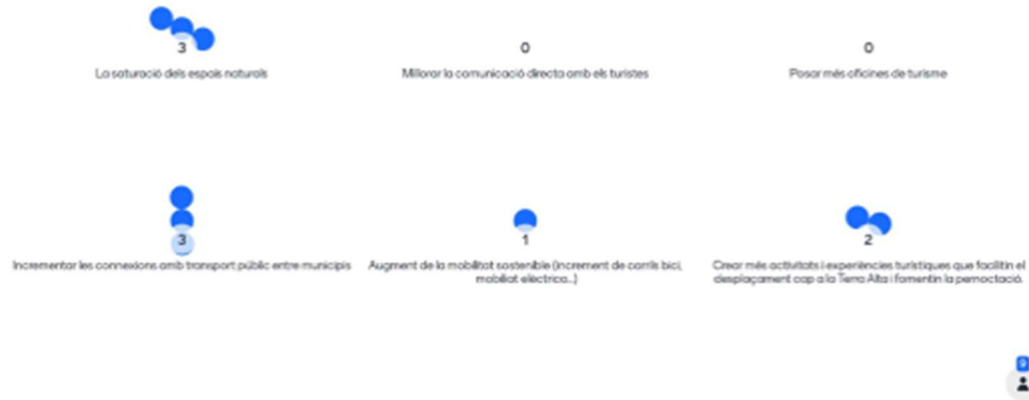 3
0
0
La saturació dels espais naturals
Millorar la comunicació directa amb els turistes
Posar més oficines de turisme
3
1
2
Incrementar les connexions amb transport públic entre municipis
Augment de la mobilitat sostenible (increment de carrils bici,
mobilitat elèctrica...)
Crear més activitats i experiències turístiques que facilitin el
desplaçament cap a la Terra Alta i fomentin la pernoctació.
9